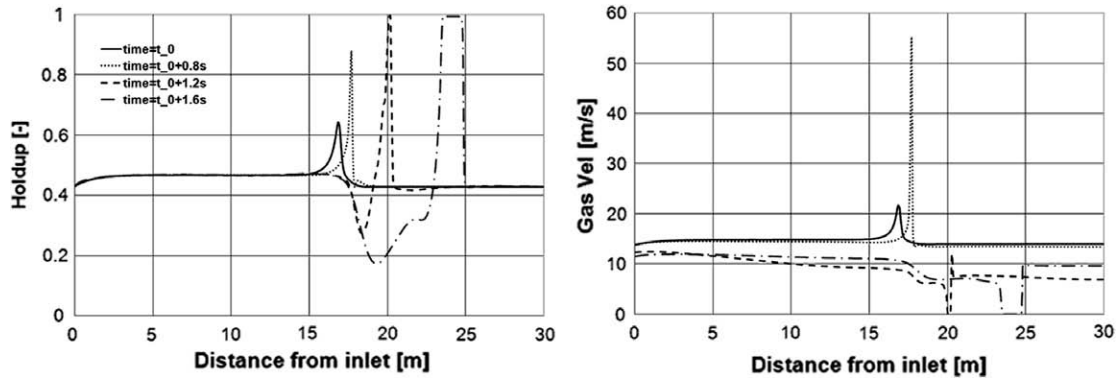 1
0.8
0.6
0.4
0.2
0
Holdup [-]
time=t_0
time=t_0+0.8s
time=t_0+1.2s
time=t_0+1.6s
0 5 10 15 20 25 30
Distance from inlet [m]
60
50
40
30
20
10
0
Gas Vel [m/s]
0 5 10 15 20 25 30
Distance from inlet [m]